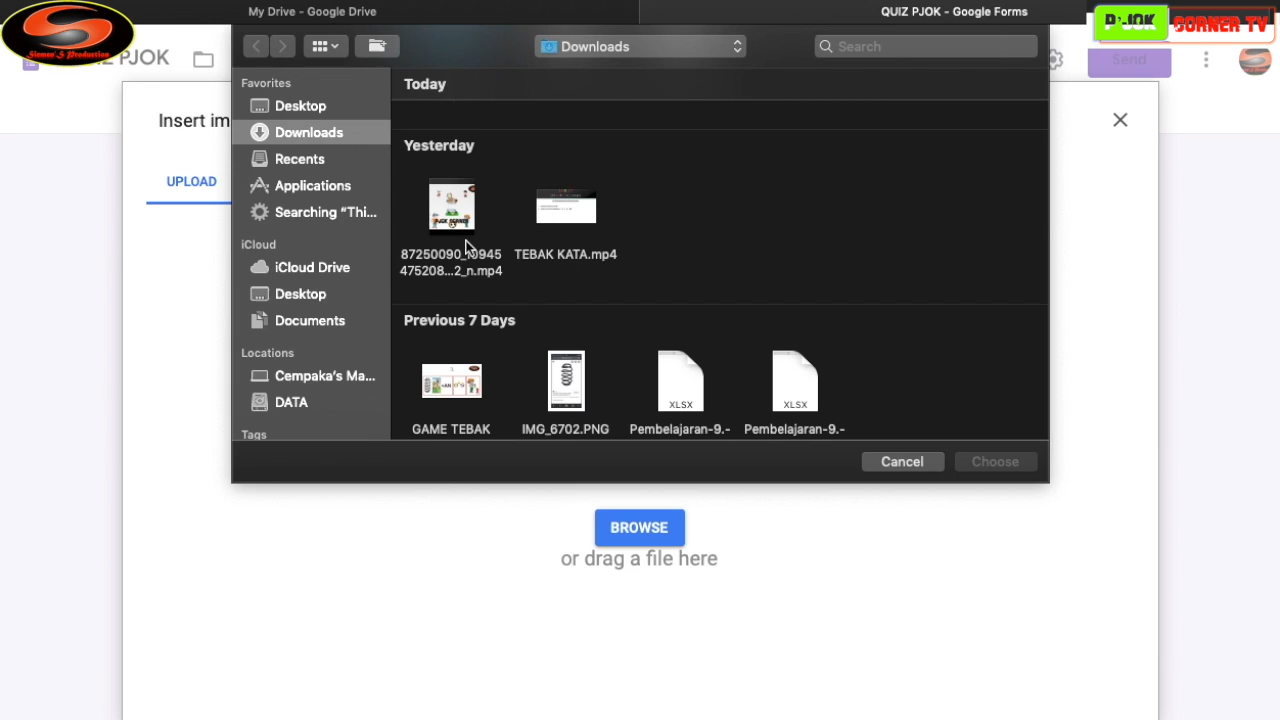 My Drive - Google Drive
QUIZ PJOK - Google Forms
Siemen'S Production
PJOK
CORNER TV
PJOK
Send
Downloads
Search
Favorites
Desktop
Downloads
Recents
Applications
Searching “Thi...
iCloud
iCloud Drive
Desktop
Documents
Locations
Cempaka’s Ma...
DATA
Tags
Today
Yesterday
87250090_10945
475208...2_n.mp4
TEBAK KATA.mp4
Previous 7 Days
XLSX
XLSX
GAME TEBAK
IMG_6702.PNG
Pembelajaran-9.-
Pembelajaran-9.-
Cancel
Choose
Insert im
UPLOAD
BROWSE
or drag a file here